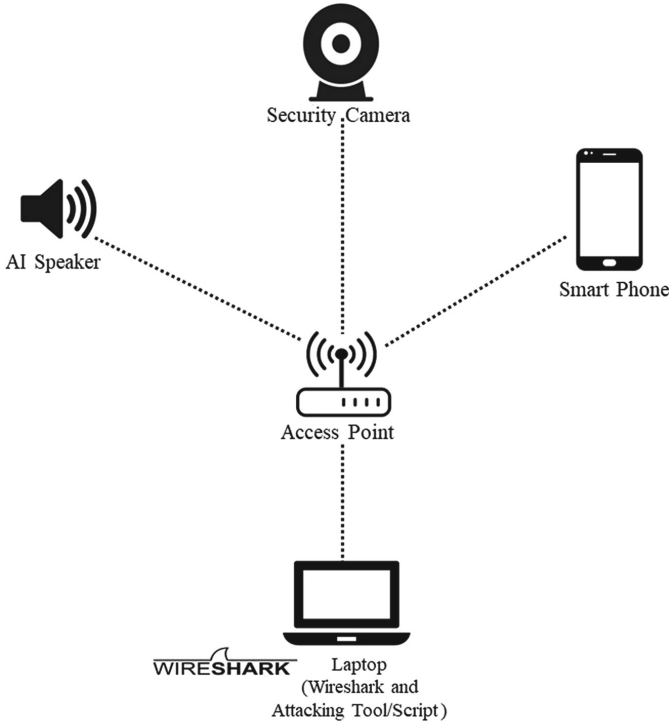 Security Camera
AI Speaker
Smart Phone
Access Point
WIRESHARK
Laptop
(Wireshark and
Attacking Tool/Script)